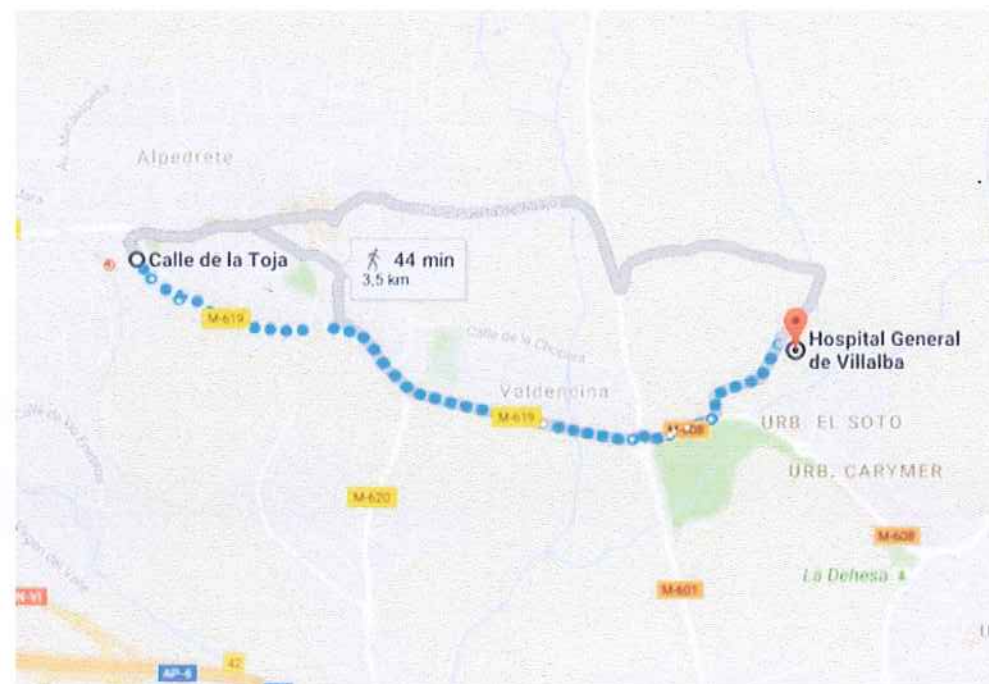 Alpedrete
Calle de la Toja
44 min
3,5 km
M-619
Calle de la Chopera
Hospital General
de Villalba
Valdencina
M-619
M-608
URB. EL SOTO
URB. CARYMER
M-620
M-608
La Dehesa
M-601
N-VI
42
AP-6